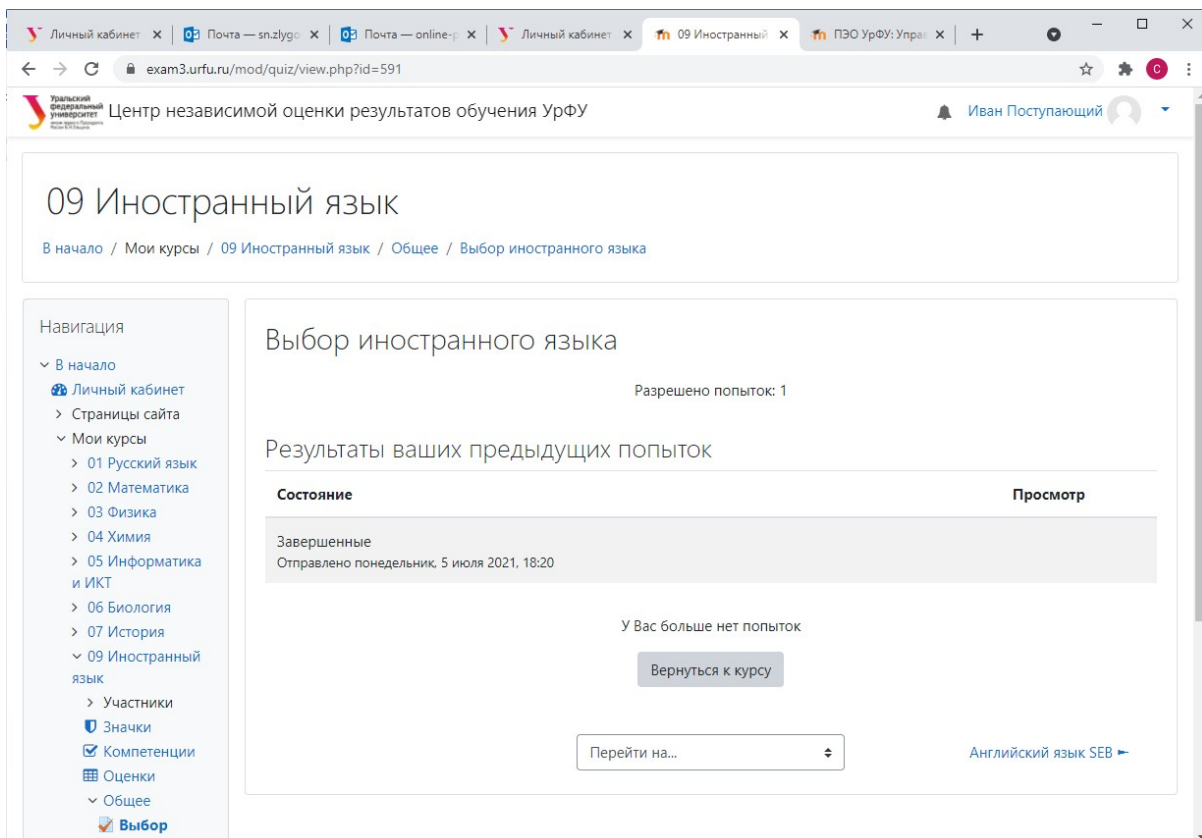 Личный кабинет
Почта — sn.zlygo
Почта — online-p
Личный кабинет
09 Иностранный
ПЭО УрФУ: Управ
exam3.urfu.ru/mod/quiz/view.php?id=591
С
Уральский
федеральный
университет
Центр независимой оценки результатов обучения УрФУ
Иван Поступающий
09 Иностранный язык
В начало / Мои курсы / 09 Иностранный язык / Общее / Выбор иностранного языка
Навигация
В начало
Личный кабинет
Страницы сайта
Мои курсы
01 Русский язык
02 Математика
03 Физика
04 Химия
05 Информатика
и ИКТ
06 Биология
07 История
09 Иностранный
язык
Участники
Значки
Компетенции
Оценки
Общее
Выбор
Выбор иностранного языка
Разрешено попыток: 1
Результаты ваших предыдущих попыток
Состояние Просмотр
Завершенные
Отправлено понедельник, 5 июля 2021, 18:20
У Вас больше нет попыток
Вернуться к курсу
Перейти на...
Английский язык SEB ►